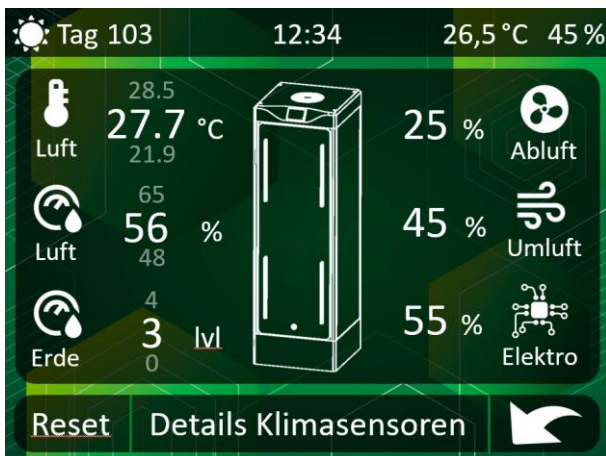 Tag 103 12:34 26,5 °C 45 %
28.5
27.7 °C
Luft 21.9
25 %
Abluft
65
56 %
Luft 48
45 %
Umluft
4
3 lvl
Erde 0
55 %
Elektro
Reset Details Klimasensoren